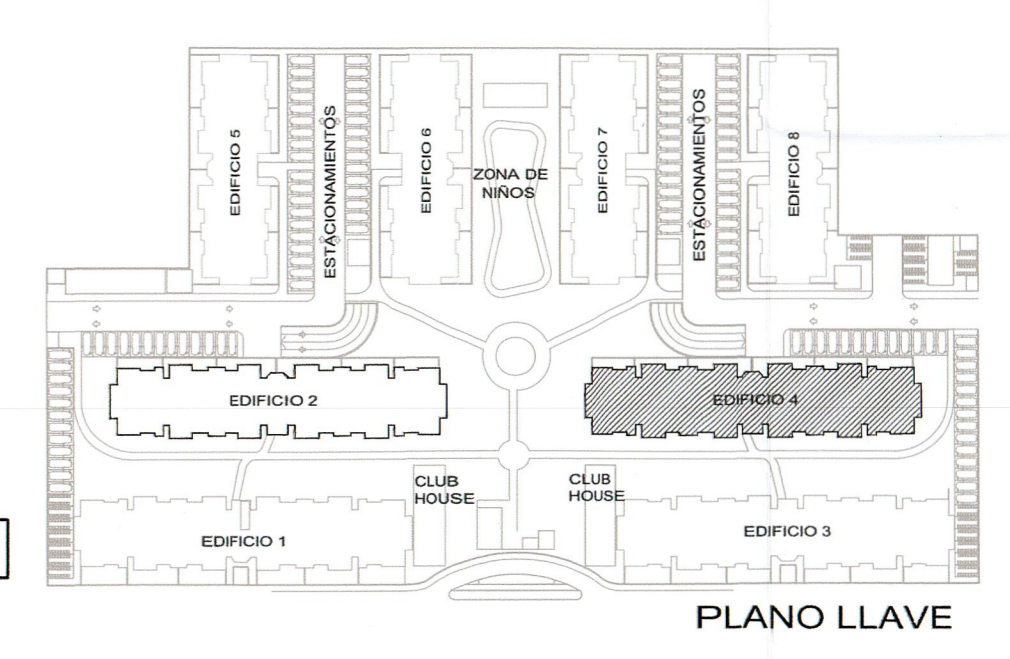 EDIFICIO 5
ESTACIONAMIENTOS
EDIFICIO 6
ZONA DE
NIÑOS
EDIFICIO 7
ESTACIONAMIENTOS
EDIFICIO 8
EDIFICIO 2
EDIFICIO 4
CLUB
HOUSE
CLUB
HOUSE
EDIFICIO 1
EDIFICIO 3
PLANO LLAVE